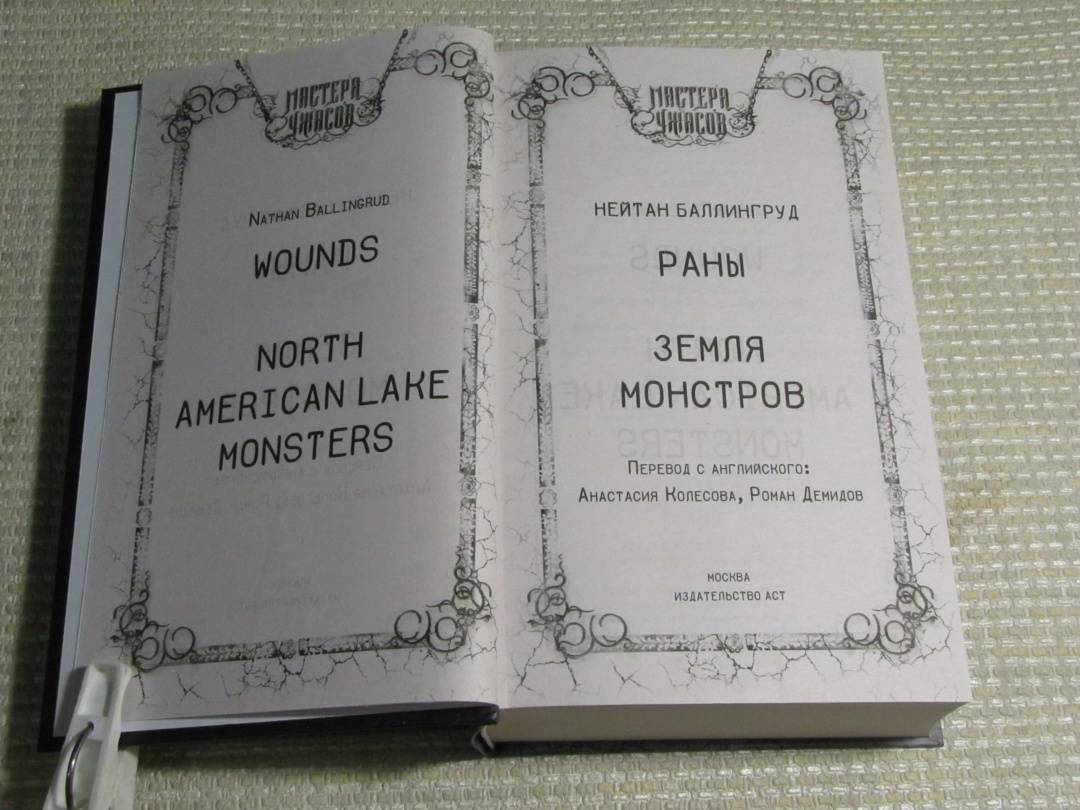 МАСТЕРА
УЖАСОВ
Nathan Ballingrud
WOUNDS
NORTH
AMERICAN LAKE
MONSTERS
МАСТЕРА
УЖАСОВ
НЕЙТАН БАЛЛИНГРУД
РАНЫ
ЗЕМЛЯ
МОНСТРОВ
Перевод с английского:
Анастасия Колесова, Роман Демидов
МОСКВА
ИЗДАТЕЛЬСТВО АСТ